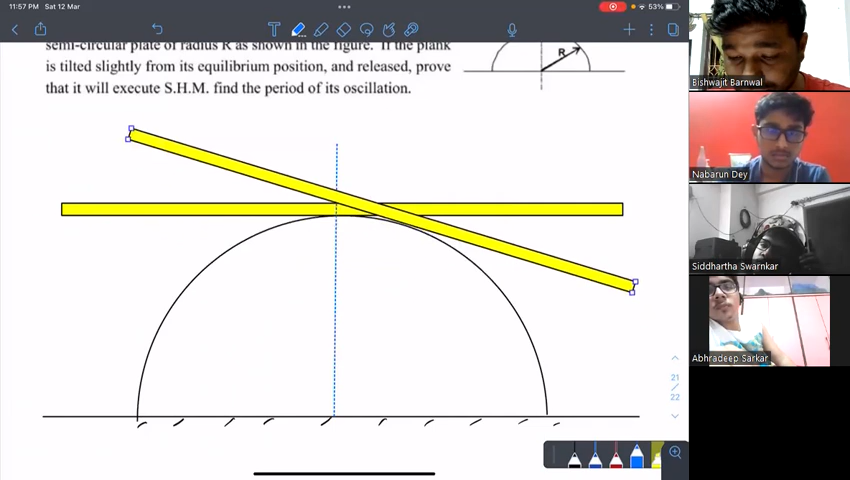 11:57 PM Sat 12 Mar
53%
semi-circular plate of radius R as shown in the figure. If the plank
is tilted slightly from its equilibrium position, and released, prove
that it will execute S.H.M. find the period of its oscillation.
R
Bishwajit Barnwal
Nabarun Dey
Siddhartha Swarnkar
Abhradeep Sarkar
21
/
22